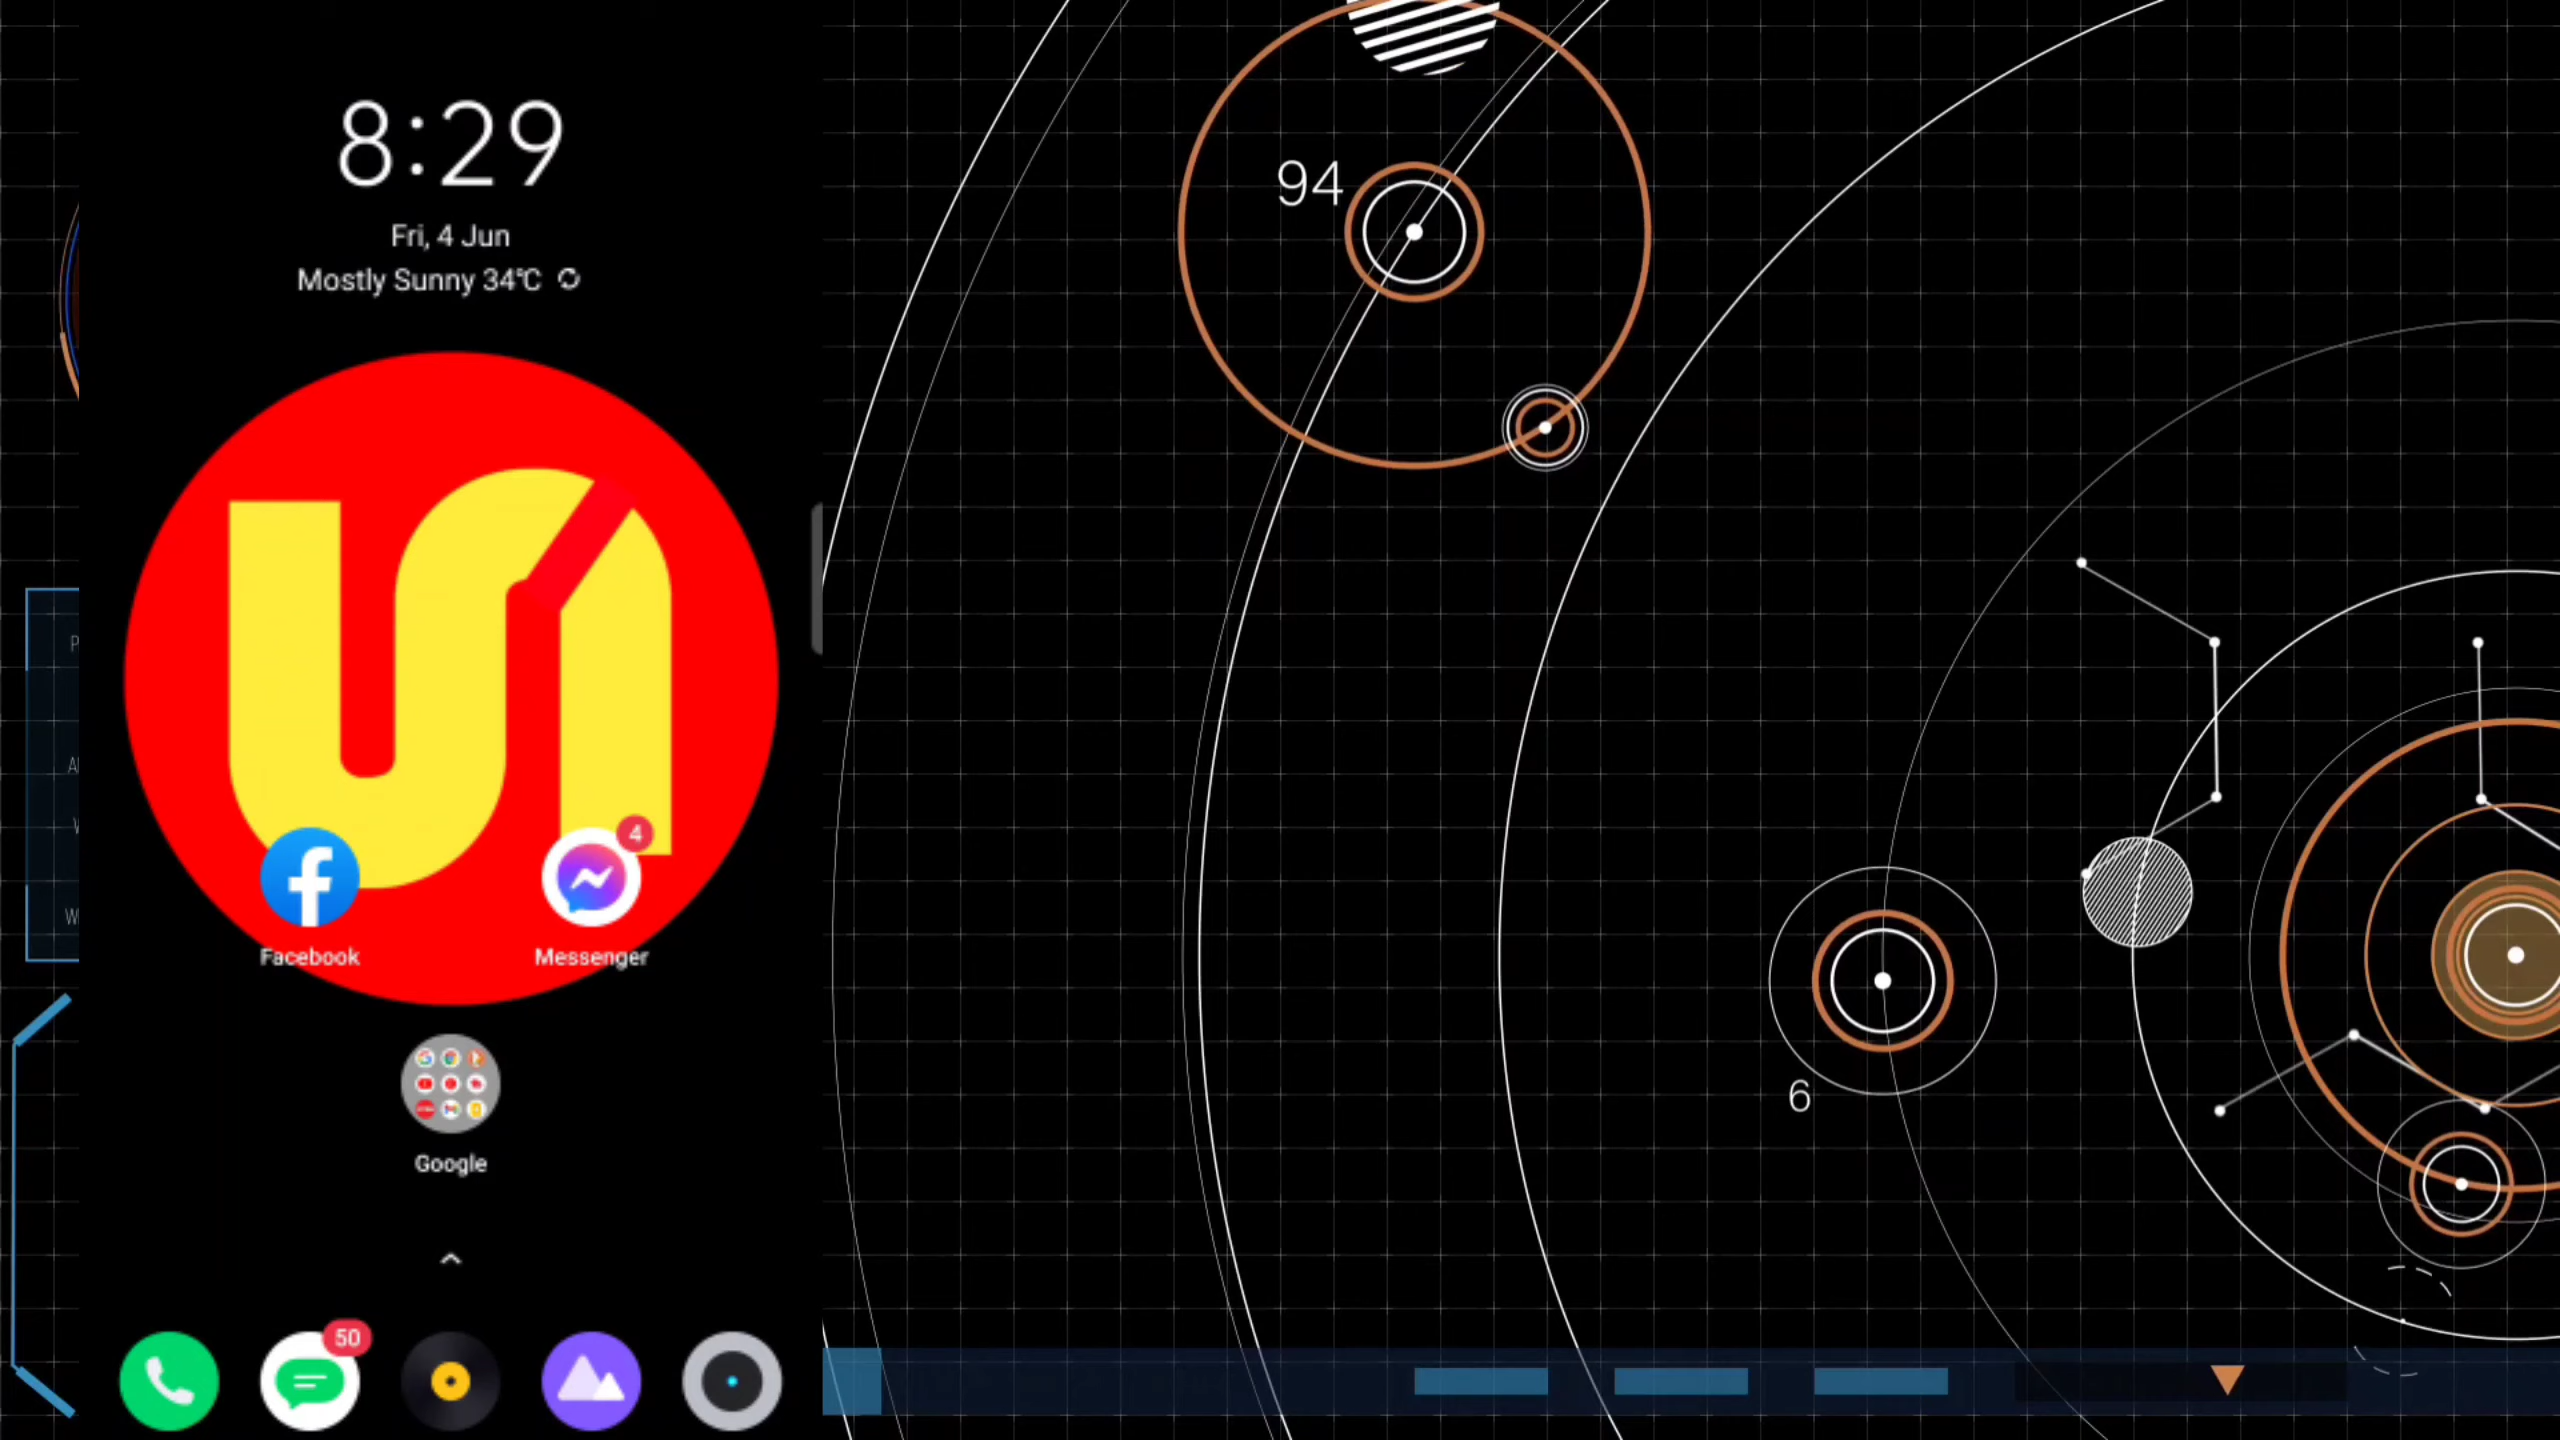 8:29
Fri, 4 Jun
Mostly Sunny 34℃
4
Facebook
Messenger
Google
50
94
6